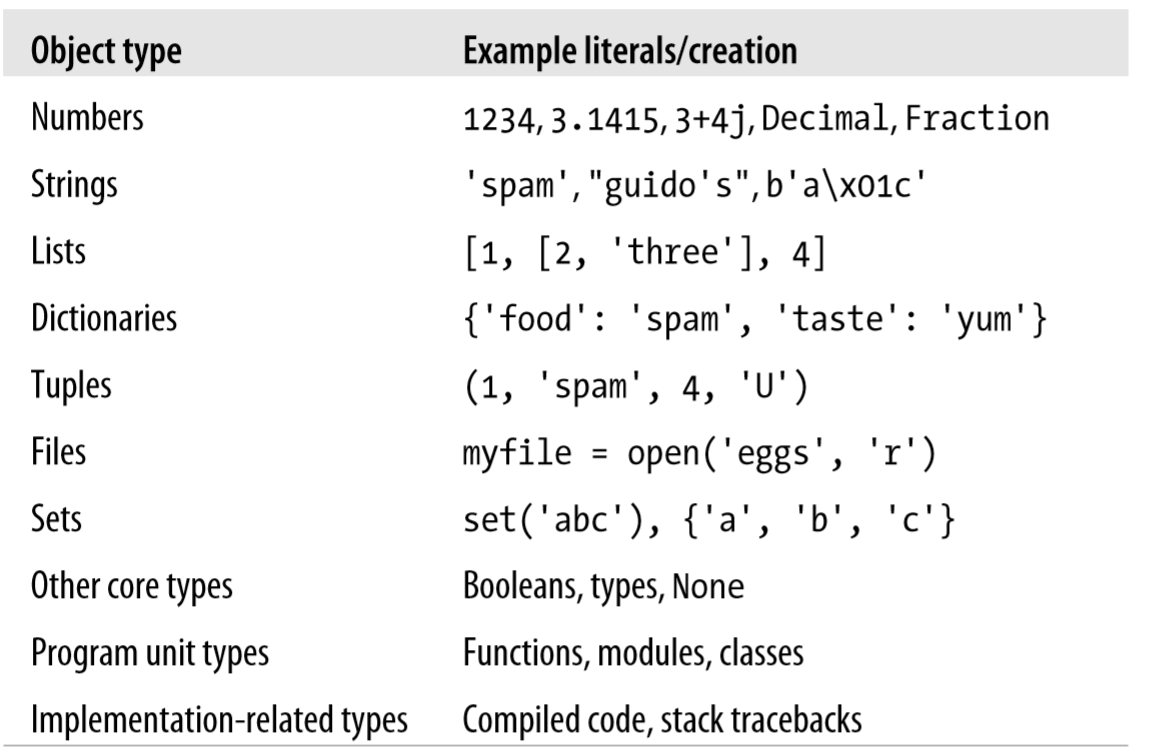 Object type Example literals/creation
Numbers 1234, 3.1415, 3+4j, Decimal, Fraction
Strings 'spam', "guido's", b'a\x01c'
Lists [1, [2, 'three'], 4]
Dictionaries {'food': 'spam', 'taste': 'yum'}
Tuples (1, 'spam', 4, 'U')
Files myfile = open('eggs', 'r')
Sets set('abc'), {'a', 'b', 'c'}
Other core types Booleans, types, None
Program unit types Functions, modules, classes
Implementation-related types Compiled code, stack tracebacks